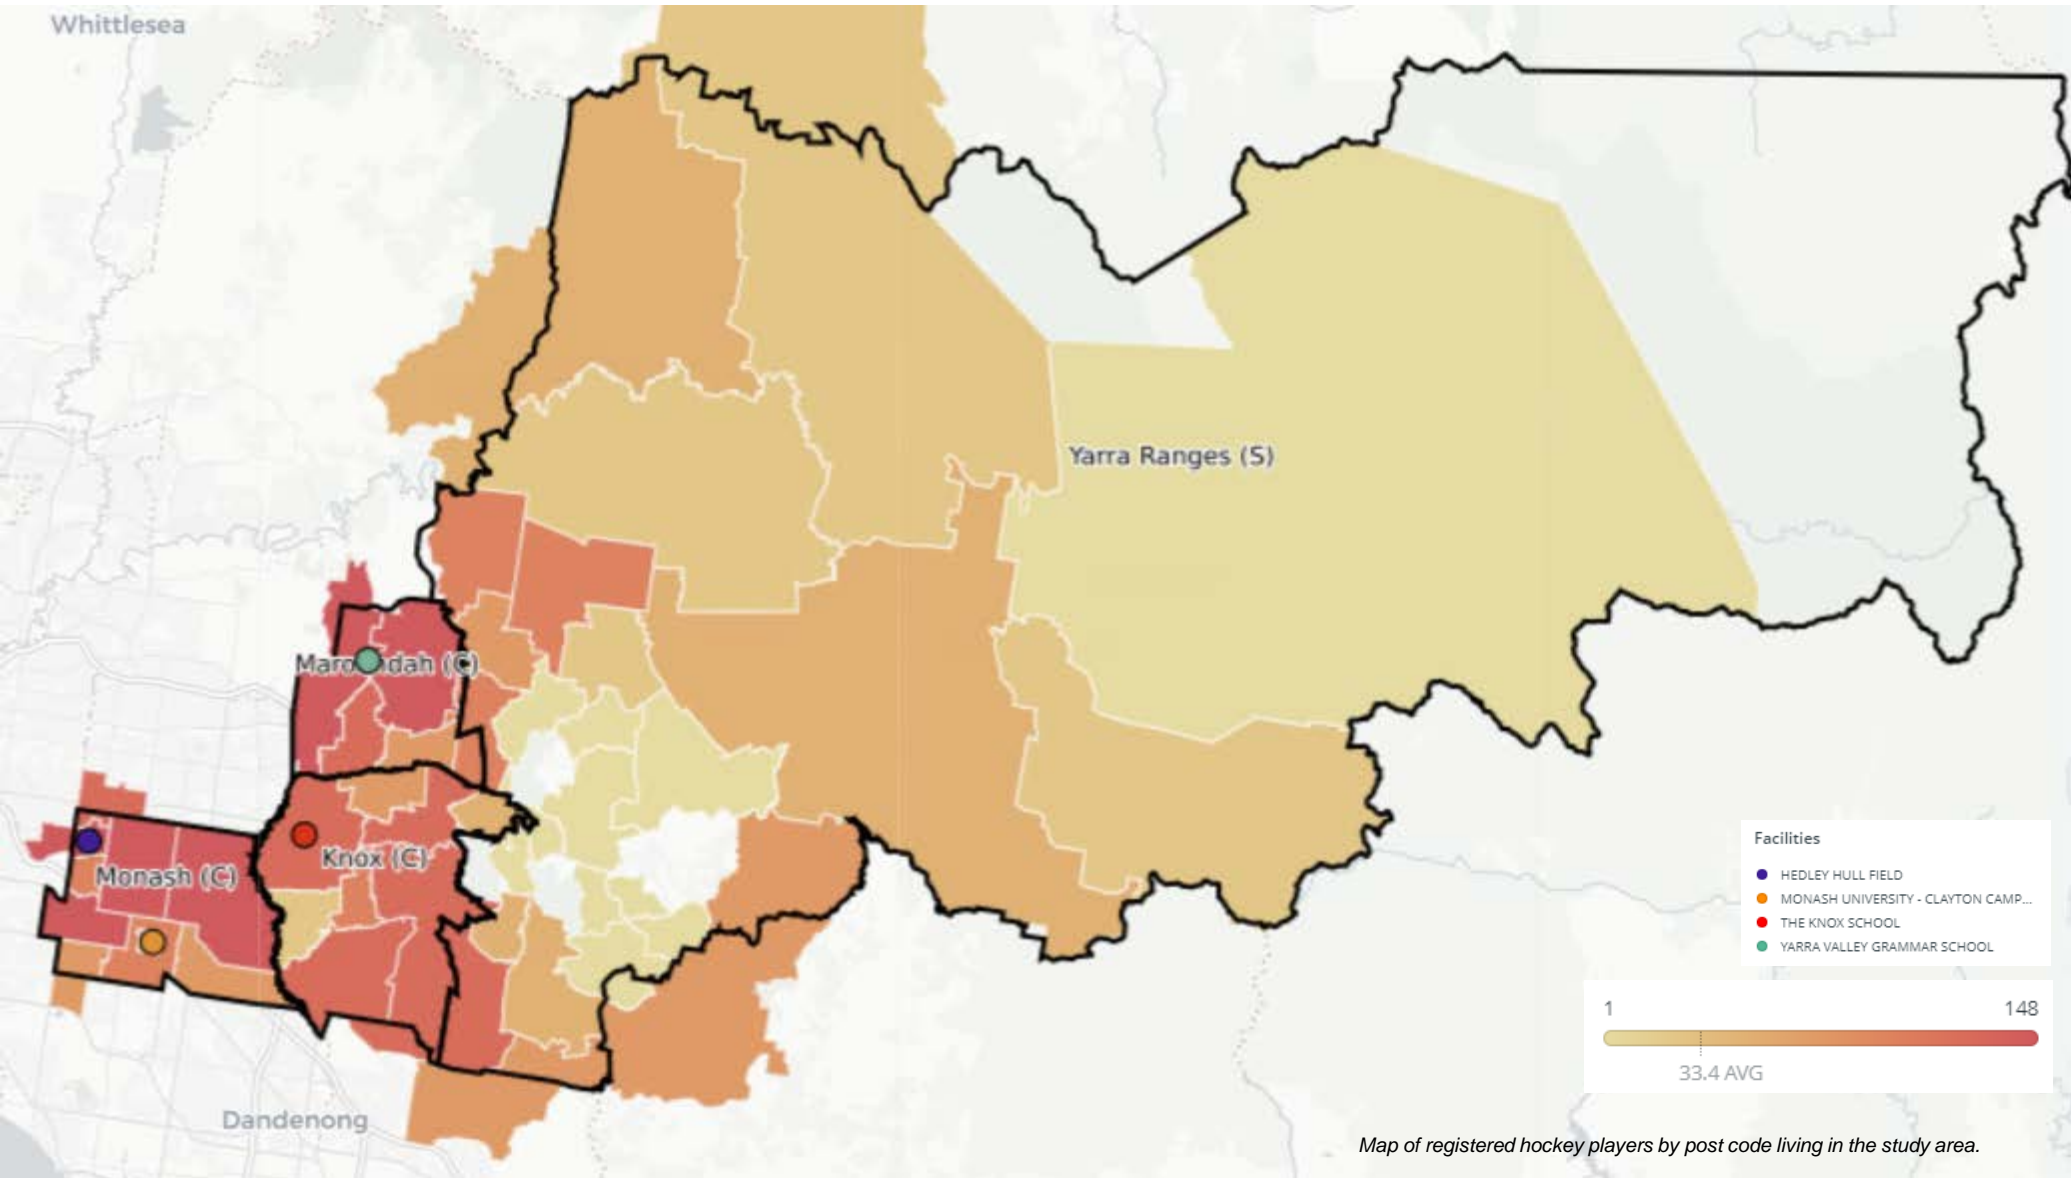 Whittlesea
Yarra Ranges (S)
Maroondah (C)
Knox (C)
Monash (C)
Dandenong
Facilities
HEDLEY HULL FIELD
MONASH UNIVERSITY - CLAYTON CAMP...
THE KNOX SCHOOL
YARRA VALLEY GRAMMAR SCHOOL
1 148
33.4 AVG
Map of registered hockey players by post code living in the study area.